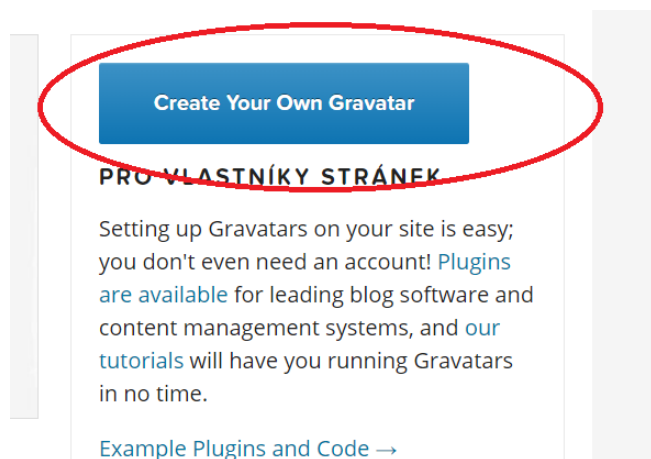 Create Your Own Gravatar
PRO VLASTNÍKY STRÁNEK
Setting up Gravatars on your site is easy;
you don't even need an account! Plugins
are available for leading blog software and
content management systems, and our
tutorials will have you running Gravatars
in no time.
Example Plugins and Code →